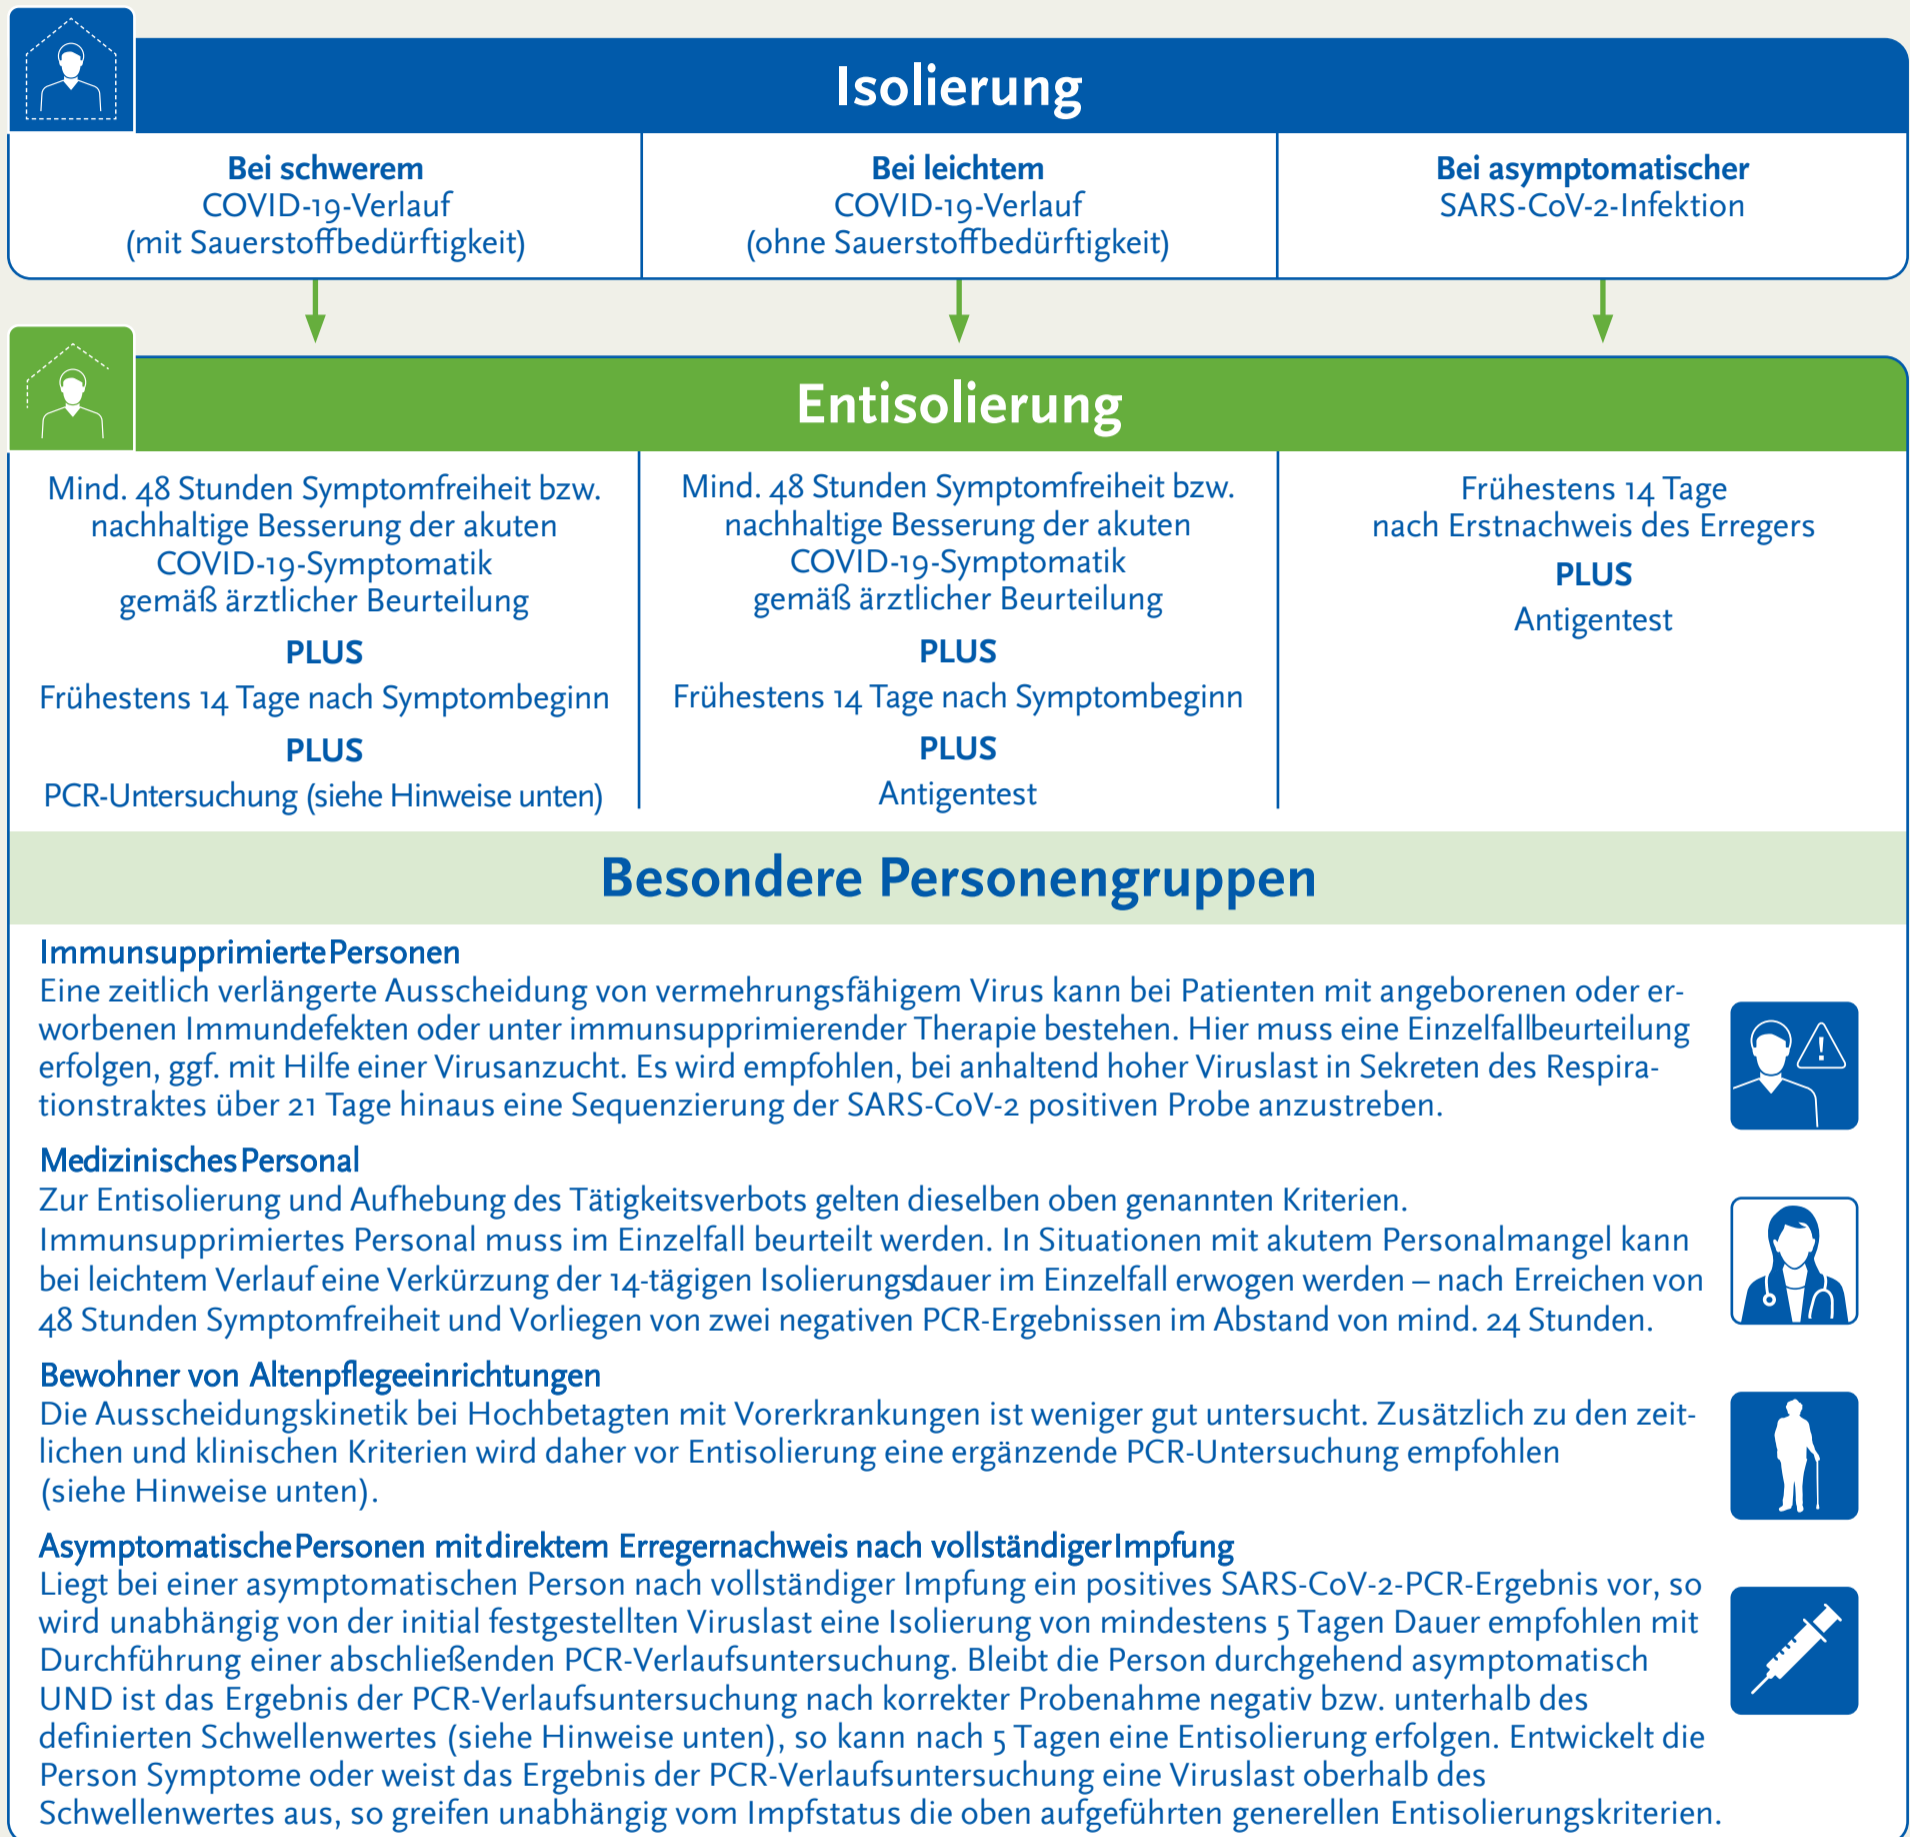 Isolierung
Bei schwerem
COVID-19-Verlauf
(mit Sauerstoffbedürftigkeit)
Bei leichtem
COVID-19-Verlauf
(ohne Sauerstoffbedürftigkeit)
Bei asymptomatischer
SARS-CoV-2-Infektion
Entisolierung
Mind. 48 Stunden Symptomfreiheit bzw.
nachhaltige Besserung der akuten
COVID-19-Symptomatik
gemäß ärztlicher Beurteilung
PLUS
Frühestens 14 Tage nach Symptombeginn
PLUS
PCR-Untersuchung (siehe Hinweise unten)
Mind. 48 Stunden Symptomfreiheit bzw.
nachhaltige Besserung der akuten
COVID-19-Symptomatik
gemäß ärztlicher Beurteilung
PLUS
Frühestens 14 Tage nach Symptombeginn
PLUS
Antigentest
Frühestens 14 Tage
nach Erstnachweis des Erregers
PLUS
Antigentest
Besondere Personengruppen
Immunsupprimierte Personen
Eine zeitlich verlängerte Ausscheidung von vermehrungsfähigem Virus kann bei Patienten mit angeborenen oder er-
worbenen Immundefekten oder unter immunsupprimierender Therapie bestehen. Hier muss eine Einzelfallbeurteilung
erfolgen, ggf. mit Hilfe einer Virusanzucht. Es wird empfohlen, bei anhaltend hoher Viruslast in Sekreten des Respira-
tionstraktes über 21 Tage hinaus eine Sequenzierung der SARS-CoV-2 positiven Probe anzustreben.
Medizinisches Personal
Zur Entisolierung und Aufhebung des Tätigkeitsverbots gelten dieselben oben genannten Kriterien.
Immunsupprimiertes Personal muss im Einzelfall beurteilt werden. In Situationen mit akutem Personalmangel kann
bei leichtem Verlauf eine Verkürzung der 14-tägigen Isolierungsdauer im Einzelfall erwogen werden – nach Erreichen von
48 Stunden Symptomfreiheit und Vorliegen von zwei negativen PCR-Ergebnissen im Abstand von mind. 24 Stunden.
Bewohner von Altenpflegeeinrichtungen
Die Ausscheidungskinetik bei Hochbetagten mit Vorerkrankungen ist weniger gut untersucht. Zusätzlich zu den zeit-
lichen und klinischen Kriterien wird daher vor Entisolierung eine ergänzende PCR-Untersuchung empfohlen
(siehe Hinweise unten).
Asymptomatische Personen mit direktem Erregernachweis nach vollständiger Impfung
Liegt bei einer asymptomatischen Person nach vollständiger Impfung ein positives SARS-CoV-2-PCR-Ergebnis vor, so
wird unabhängig von der initial festgestellten Viruslast eine Isolierung von mindestens 5 Tagen Dauer empfohlen mit
Durchführung einer abschließenden PCR-Verlaufsuntersuchung. Bleibt die Person durchgehend asymptomatisch
UND ist das Ergebnis der PCR-Verlaufsuntersuchung nach korrekter Probenahme negativ bzw. unterhalb des
definierten Schwellenwertes (siehe Hinweise unten), so kann nach 5 Tagen eine Entisolierung erfolgen. Entwickelt die
Person Symptome oder weist das Ergebnis der PCR-Verlaufsuntersuchung eine Viruslast oberhalb des
Schwellenwertes aus, so greifen unabhängig vom Impfstatus die oben aufgeführten generellen Entisolierungskriterien.